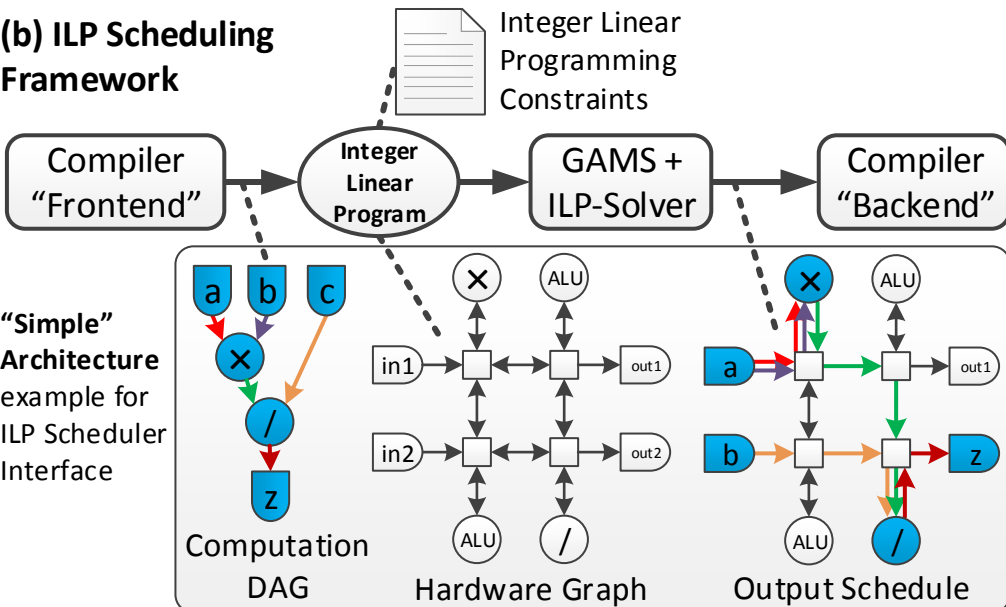 (b) ILP Scheduling
Framework
Integer Linear
Programming
Constraints
Compiler
“Frontend”
Integer
Linear
Program
GAMS +
ILP-Solver
Compiler
“Backend”
“Simple”
Architecture
example for
ILP Scheduler
Interface
a b c
×
/
z
Computation
DAG
× ALU
in1 out1
in2 out2
ALU /
Hardware Graph
× ALU
a out1
b z
ALU /
Output Schedule